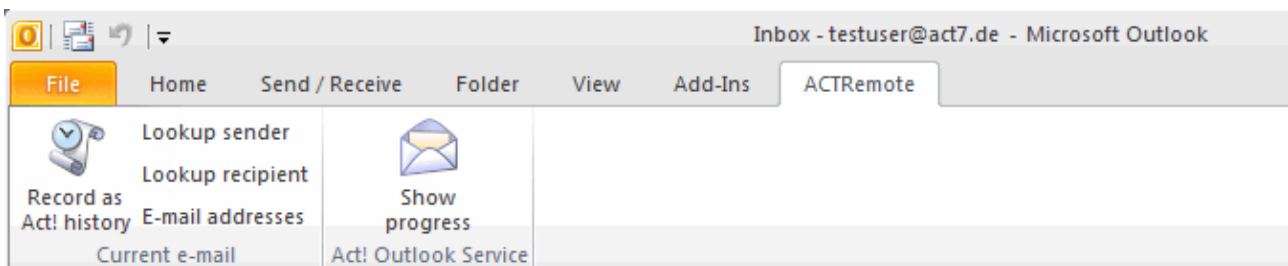 Inbox - testuser@act7.de - Microsoft Outlook
File Home Send / Receive Folder View Add-Ins ACTRemote
Record as
Act! history
Lookup sender
Lookup recipient
E-mail addresses
Current e-mail
Show
progress
Act! Outlook Service